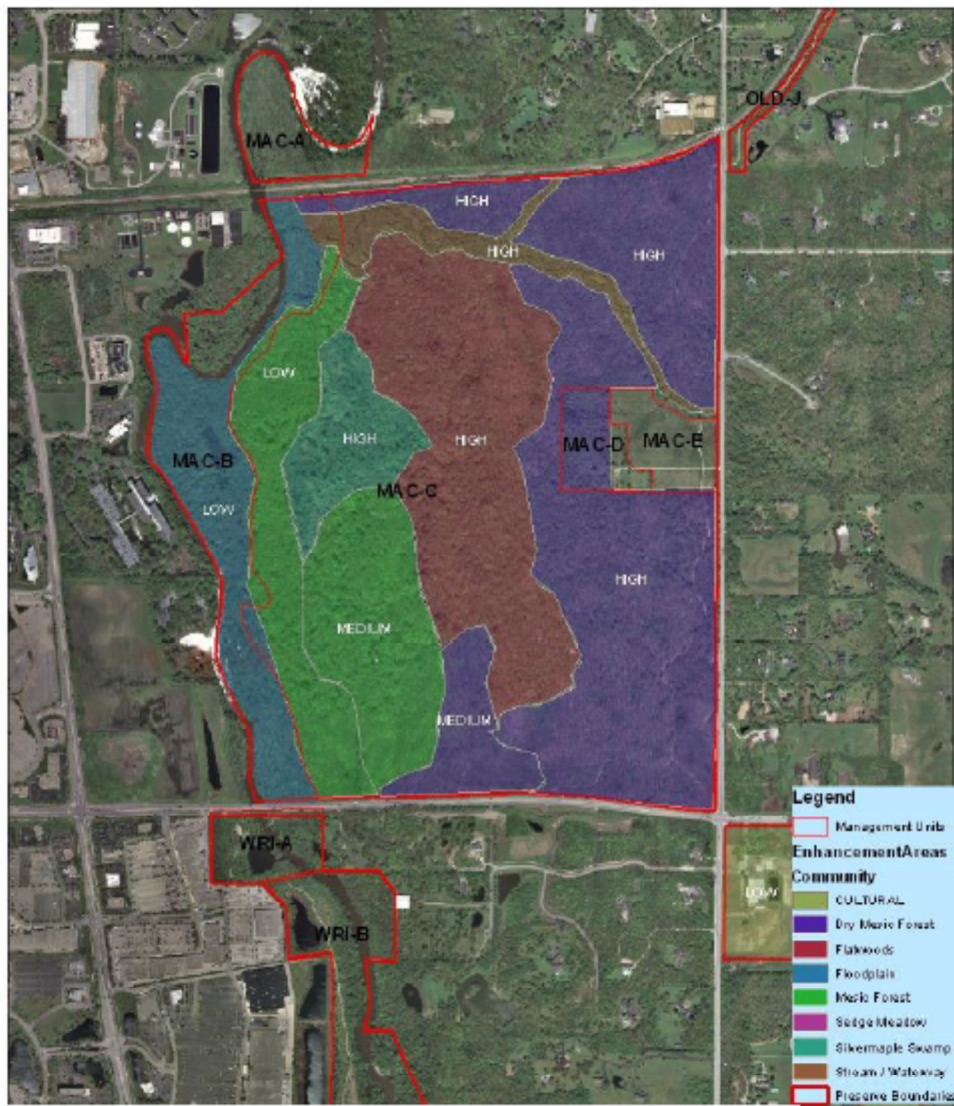 OLD-J
MAC-A
HIGH
HIGH
HIGH
LOW
HIGH
HIGH
MAC-D
MAC-E
MAC-B
MAC-C
LOW
HIGH
MEDIUM
MEDIUM
Legend
Management Units
EnhancementAreas
Community
CULTURAL
Dry Mesic Forest
Flatwoods
Floodplain
Mesic Forest
Sedge Meadow
Silvermaple Swamp
Stream / Waterway
Preserve Boundaries
WRI-A
LOW
WRI-B